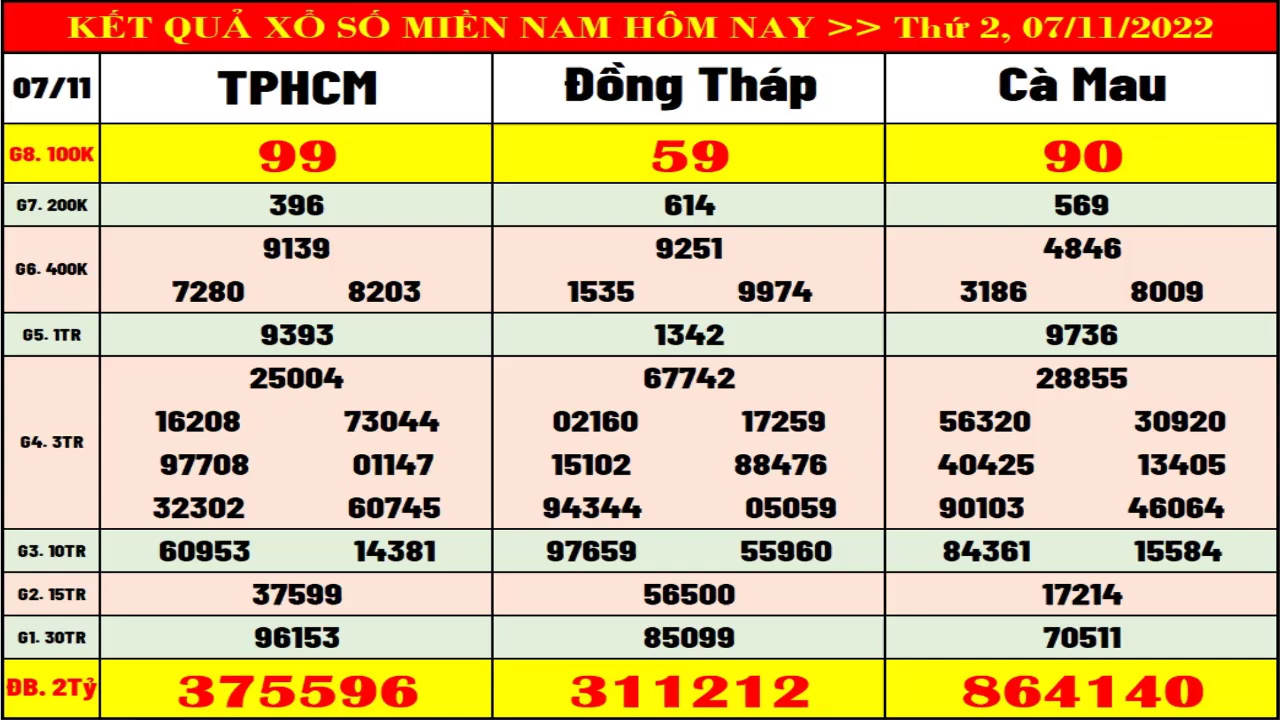 KẾT QUẢ XỔ SỐ MIỀN NAM HÔM NAY >> Thứ 2, 07/11/2022
07/11 TPHCM Đồng Tháp Cà Mau
G8. 100K 99 59 90
G7. 200K 396 614 569
9139 9251 4846
G6. 400K
7280 8203 1535 9974 3186 8009
G5. 1TR 9393 1342 9736
25004 67742 28855
16208 73044 02160 17259 56320 30920
G4. 3TR
97708 01147 15102 88476 40425 13405
32302 60745 94344 05059 90103 46064
G3. 10TR 60953 14381 97659 55960 84361 15584
G2. 15TR 37599 56500 17214
G1. 30TR 96153 85099 70511
ĐB. 2Tỷ 375596 311212 864140